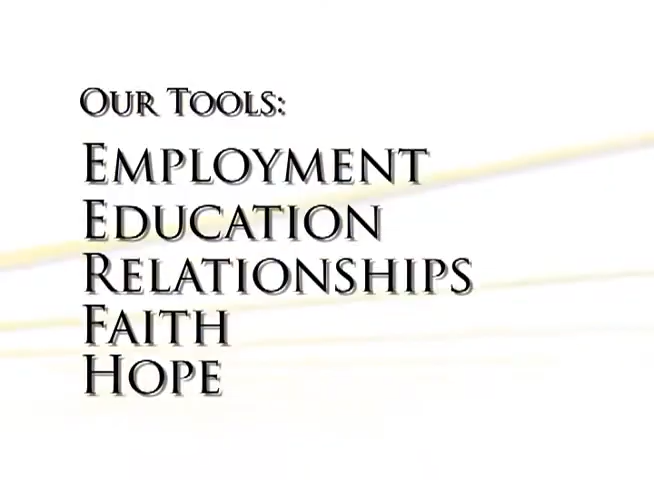 Our Tools:
Employment
Education
Relationships
Faith
Hope